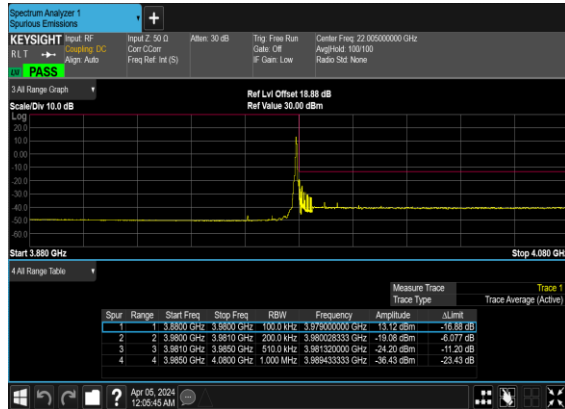 Spectrum Analyzer 1
Spurious Emissions
KEYSIGHT Input: RF Input Z: 50 Ω Atten: 30 dB Trig: Free Run Center Freq: 22.005000000 GHz
RLT Coupling: DC Corr CCorr Gate: Off Avg|Hold: 100/100
Align: Auto Freq Ref: Int (S) IF Gain: Low Radio Std: None
LW PASS
3 All Range Graph Ref Lvl Offset 18.88 dB
Scale/Div 10.0 dB Ref Value 30.00 dBm
Log
20.0
10.0
0.00
-10.0
-20.0
-30.0
-40.0
-50.0
-60.0
Start 3.880 GHz Stop 4.080 GHz
4 All Range Table
Measure Trace Trace 1
Trace Type Trace Average (Active)
Spur Range Start Freq Stop Freq RBW Frequency Amplitude ΔLimit
1 1 3.8800 GHz 3.9800 GHz 100.0 kHz 3.979000000 GHz 13.12 dBm -16.88 dB
2 2 3.9800 GHz 3.9810 GHz 200.0 kHz 3.980028333 GHz -19.08 dBm -6.077 dB
3 3 3.9810 GHz 3.9850 GHz 510.0 kHz 3.981320000 GHz -24.20 dBm -11.20 dB
4 4 3.9850 GHz 4.0800 GHz 1.000 MHz 3.989433333 GHz -36.43 dBm -23.43 dB
? Apr 05, 2024
12:05:45 AM